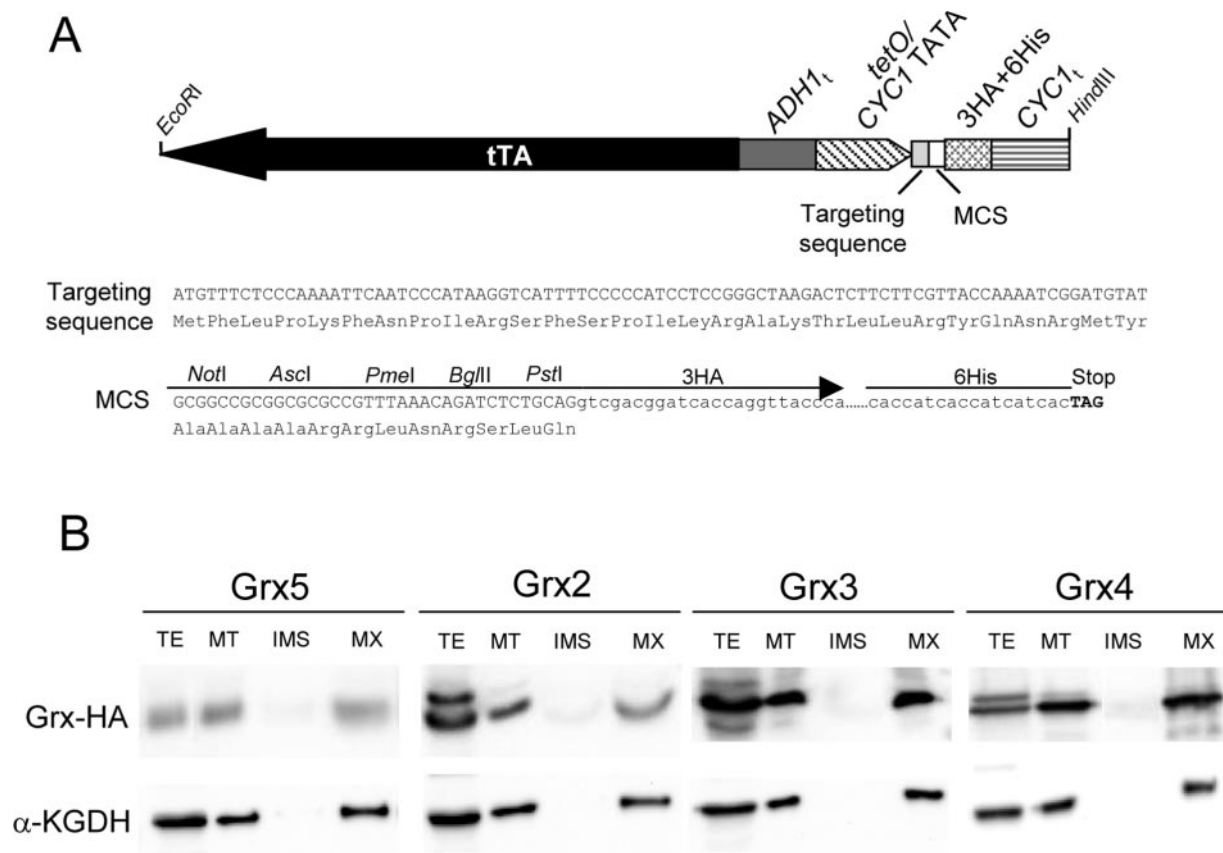 A
EcoRI
tTA
ADH1t
tetO/
CYC1 TATA
3HA+6His
CYC1t
HindIII
Targeting
sequence
MCS
Targeting
sequence
ATGTTTCTCCCAAAATTCAATCCCATAAGGTCATTTTCCCCCATCCTCCGGGCTAAGACTCTTCTTCGTTACCAAAATCGGATGTAT
MetPheLeuProLysPheAsnProIleArgSerPheSerProIleLeyArgAlaLysThrLeuLeuArgTyrGlnAsnArgMetTyr
NotI AscI PmeI BglII PstI 3HA 6His Stop
MCS
GCGGCCGCGGCGCGCCGTTTAAACAGATCTCTGCAGgtcgacggatcaccaggttaccca……caccatcaccatcatcacTAG
AlaAlaAlaAlaArgArgLeuAsnArgSerLeuGln
B
Grx5 Grx2 Grx3 Grx4
TE MT IMS MX TE MT IMS MX TE MT IMS MX TE MT IMS MX
Grx-HA
α-KGDH